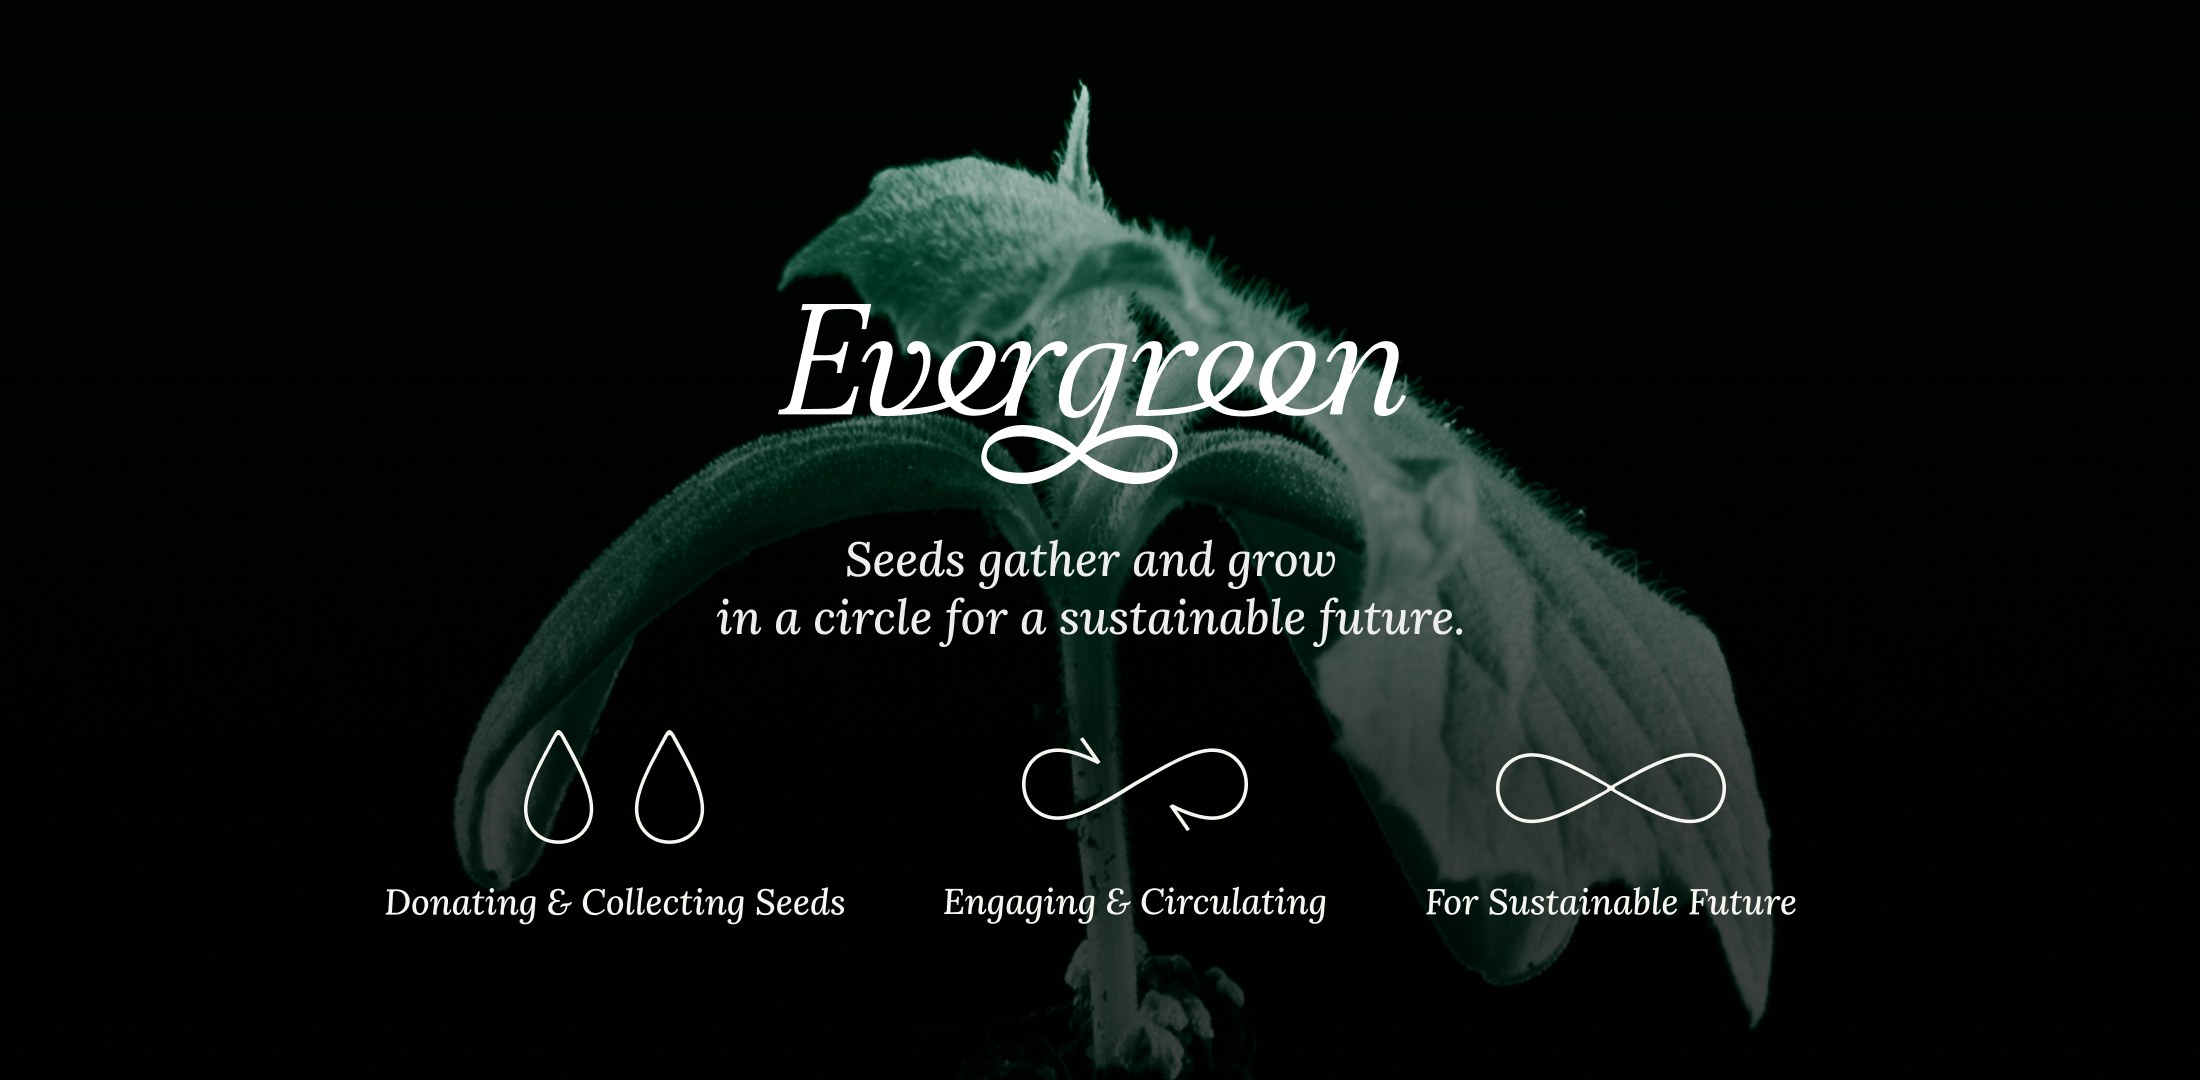 Evergreen
Seeds gather and grow
in a circle for a sustainable future.
Donating & Collecting Seeds
Engaging & Circulating
For Sustainable Future